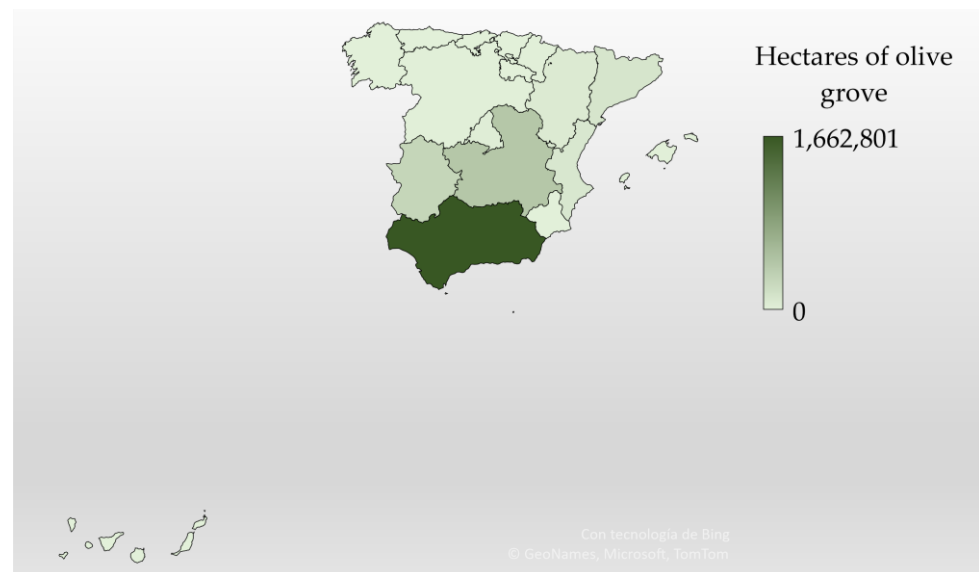 Hectares of olive
grove
1,662,801
0
Con tecnología de Bing
© GeoNames, Microsoft, TomTom